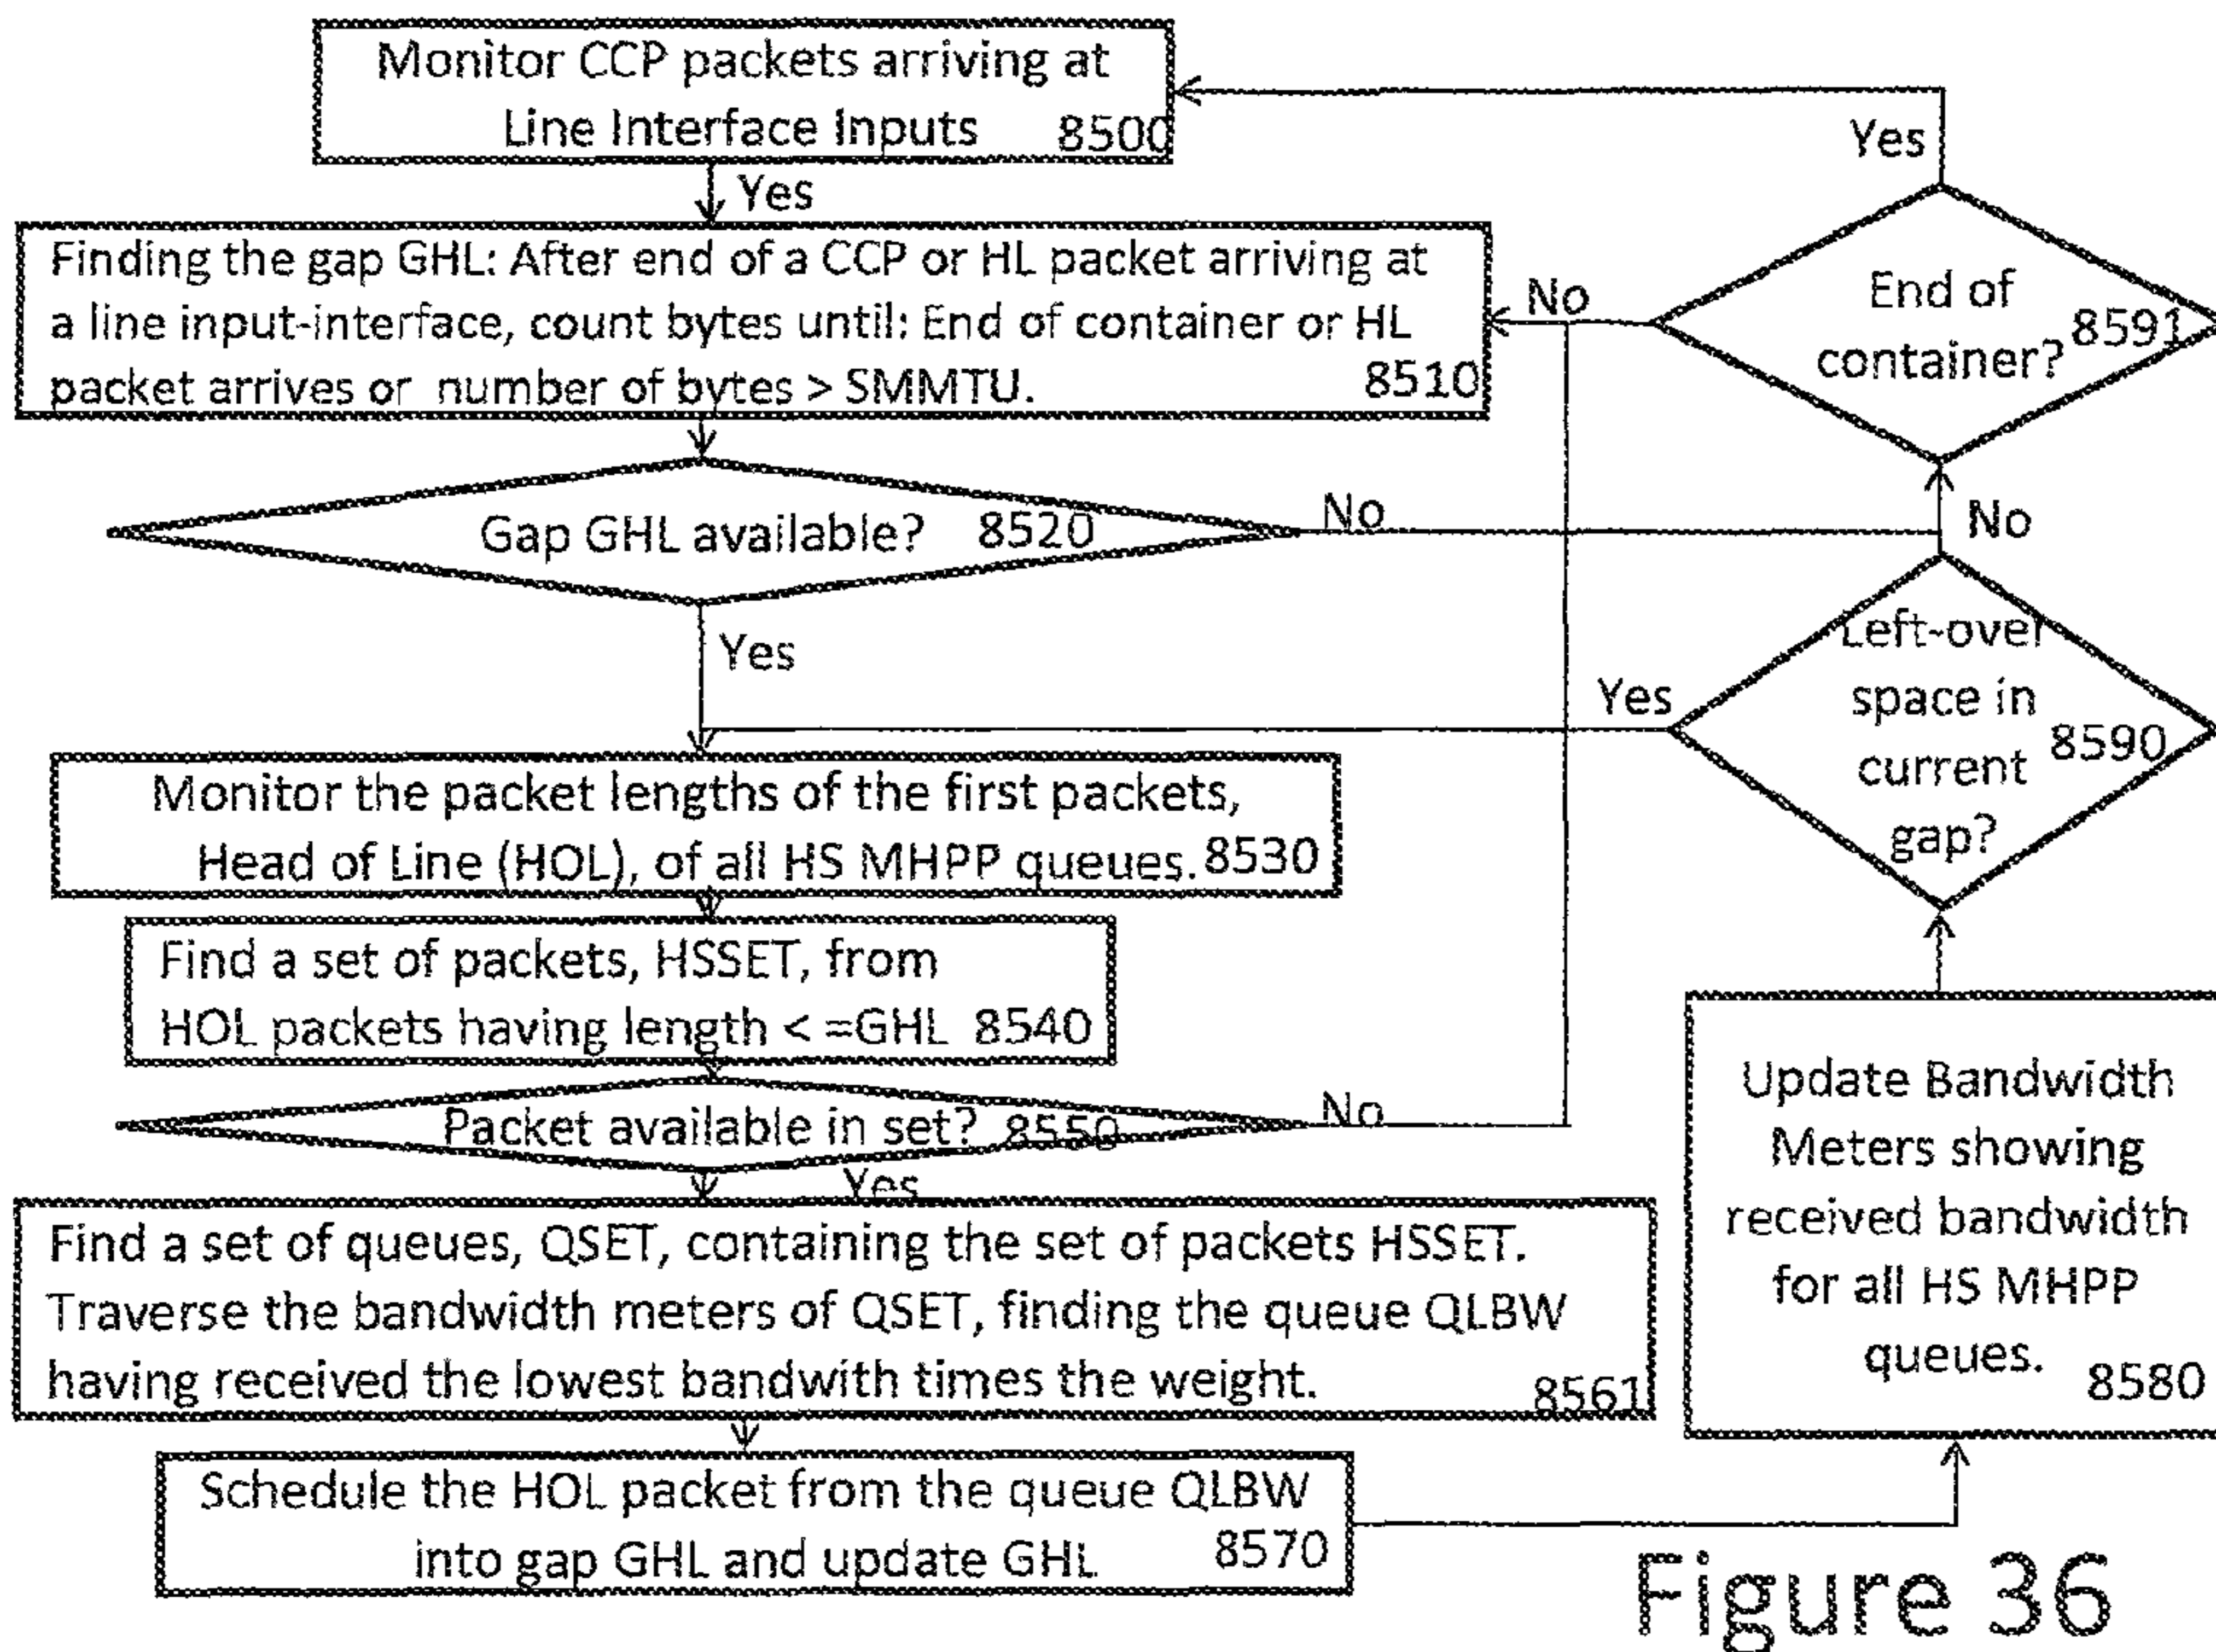 Monitor CCP packets arriving at
Line Interface Inputs 8500
Yes
Finding the gap GHL: After end of a CCP or HL packet arriving at
a line input-interface, count bytes until: End of container or HL
packet arrives or number of bytes > SMMTU. 8510
Gap GHL available? 8520
No
Yes
Monitor the packet lengths of the first packets,
Head of Line (HOL), of all HS MHPP queues. 8530
Find a set of packets, HSSET, from
HOL packets having length < =GHL 8540
Packet available in set? 8550
No
Yes
Find a set of queues, QSET, containing the set of packets HSSET.
Traverse the bandwidth meters of QSET, finding the queue QLBW
having received the lowest bandwith times the weight. 8561
Schedule the HOL packet from the queue QLBW
into gap GHL and update GHL 8570
Update Bandwidth
Meters showing
received bandwidth
for all HS MHPP
queues. 8580
Left-over
space in
current 8590
gap?
Yes
No
End of
container? 8591
No
Yes
Figure 36